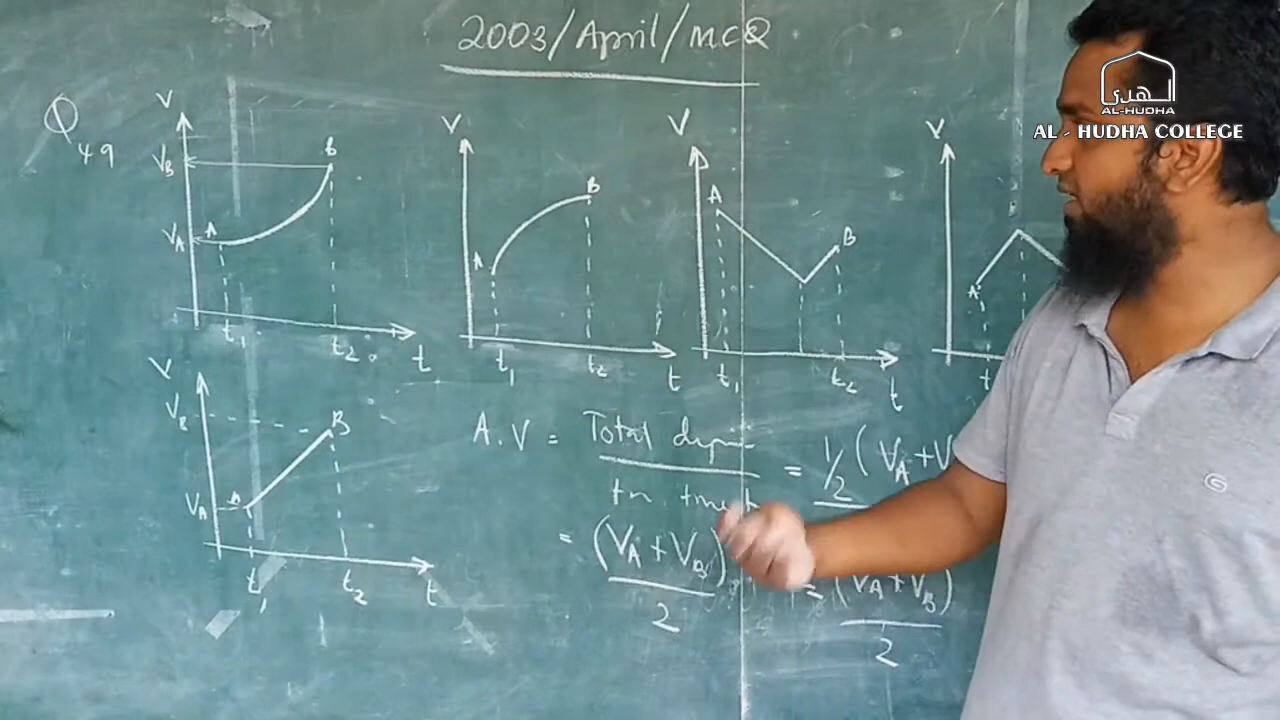 2003/April/MCQ
الهدى
AL-HUDHA
AL - HUDHA COLLEGE
Q 49
V
V_B
V_A
A
B
t_1
t_2
t
V
A
B
t_1
t_2
t
V
A
B
t_1
t_2
t
V
A
t
V
V_B
V_A
A
B
t_1
t_2
t
A.V = Total
= 1/2 (V_A + V
= (V_A + V_B)
2
= (V_A + V_B)
2
G